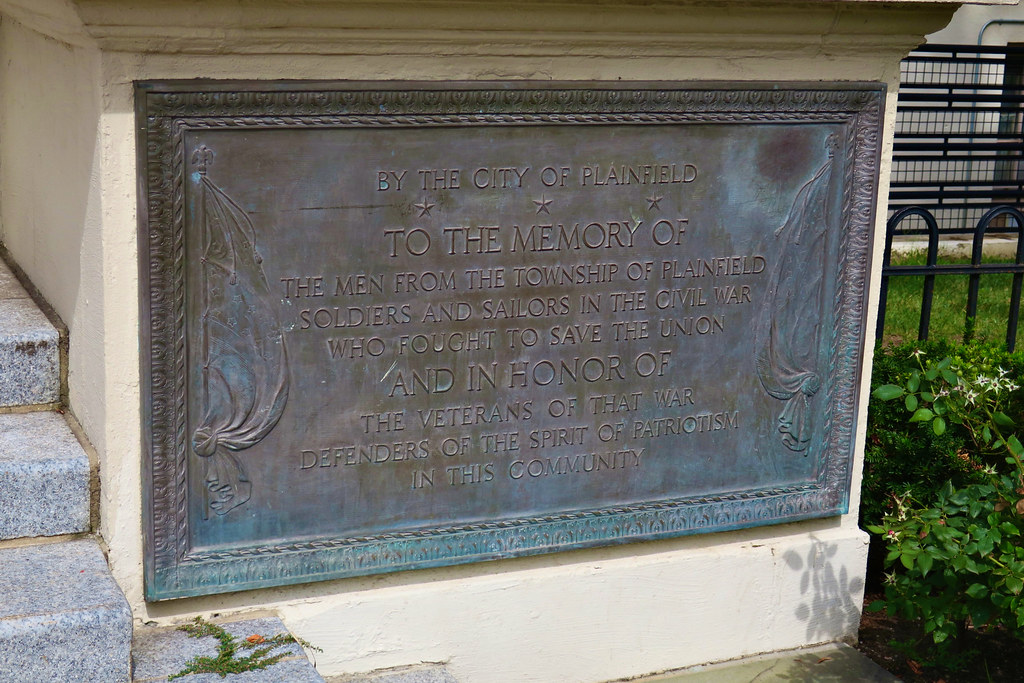 BY THE CITY OF PLAINFIELD
TO THE MEMORY OF
THE MEN FROM THE TOWNSHIP OF PLAINFIELD
SOLDIERS AND SAILORS IN THE CIVIL WAR
WHO FOUGHT TO SAVE THE UNION
AND IN HONOR OF
THE VETERANS OF THAT WAR
DEFENDERS OF THE SPIRIT OF PATRIOTISM
IN THIS COMMUNITY